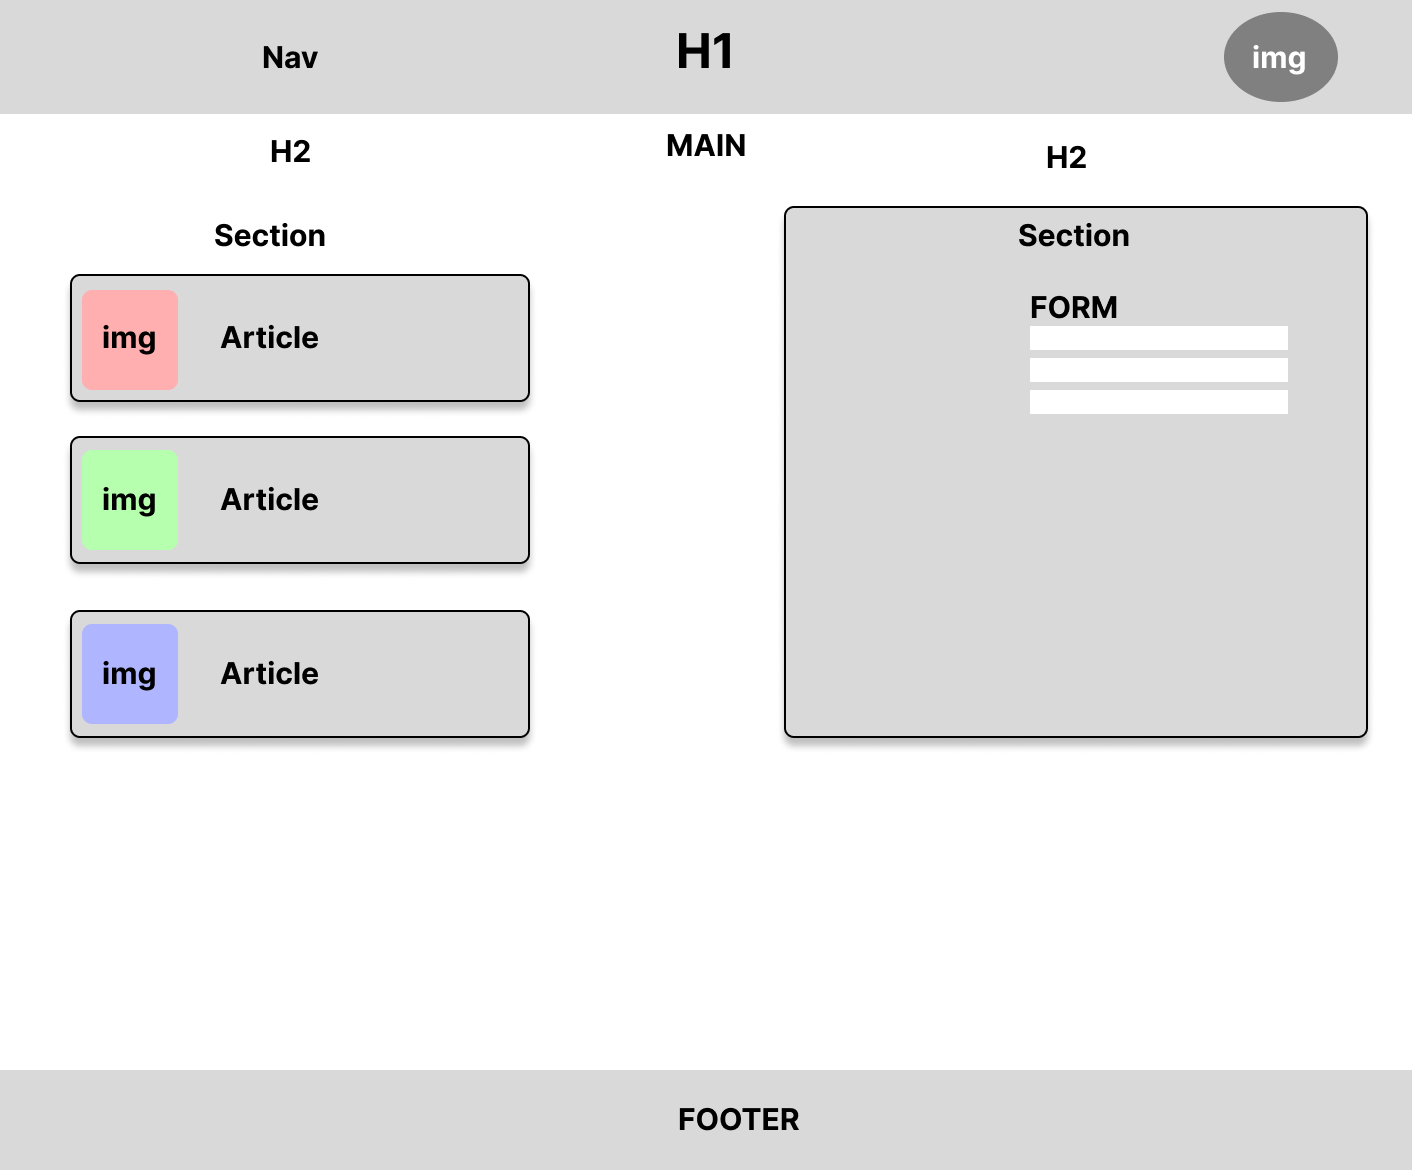 Nav
H1
img
H2
MAIN
H2
Section
img
Article
img
Article
img
Article
Section
FORM
FOOTER